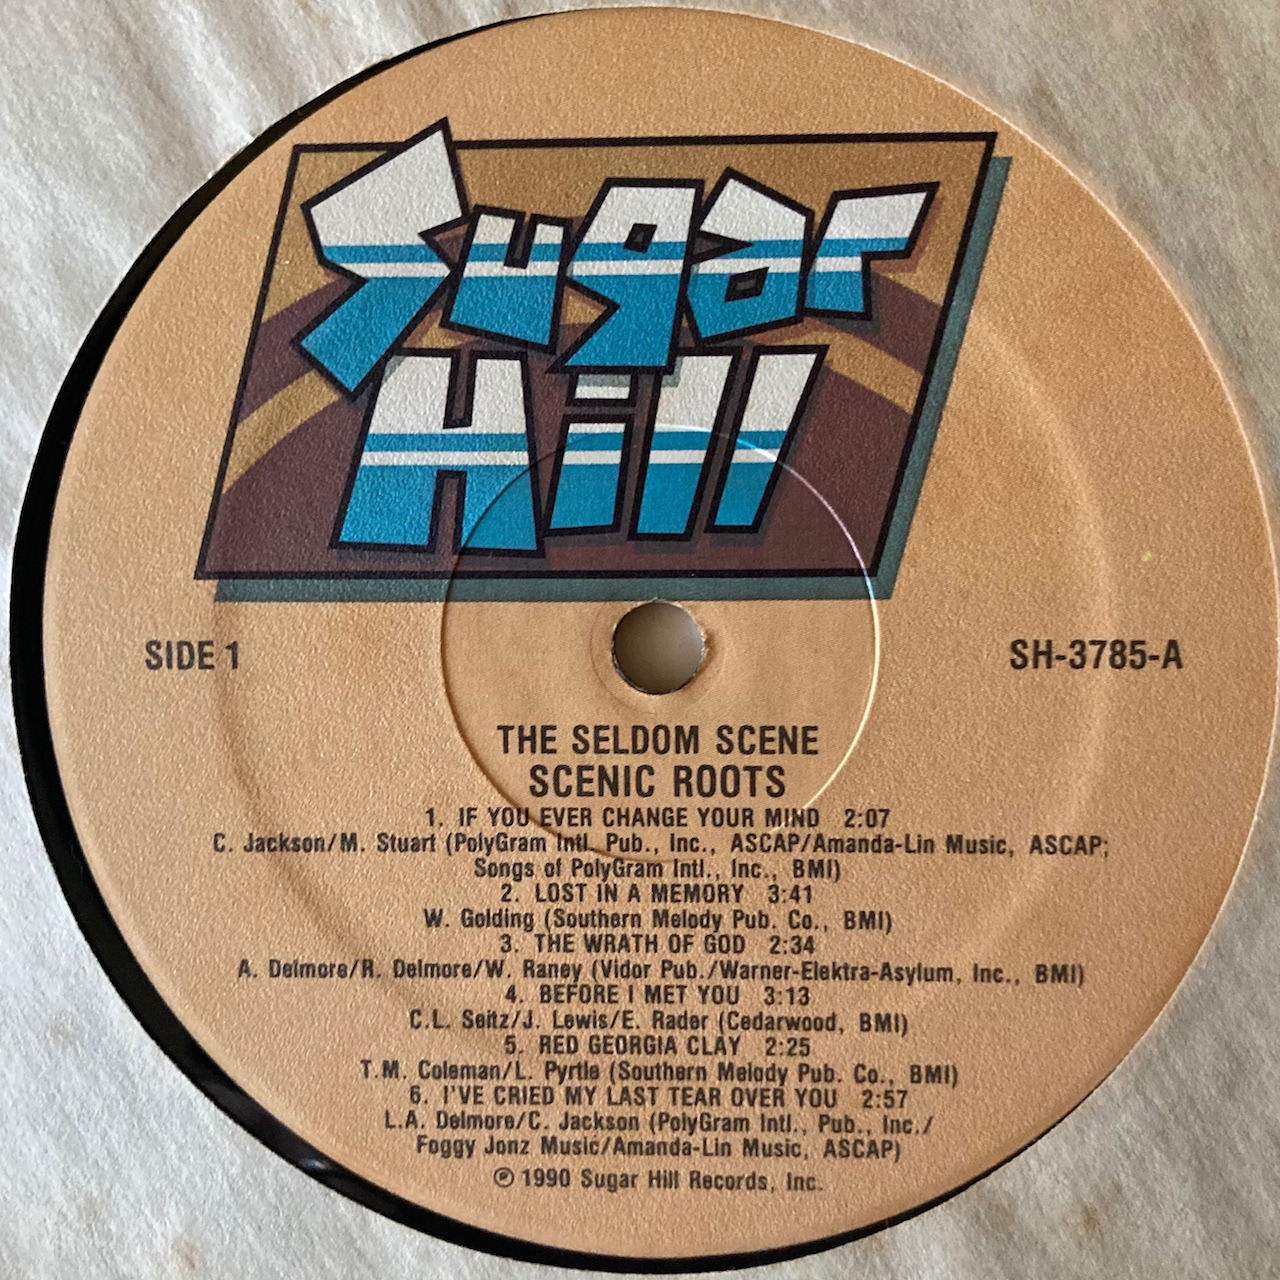 Sugar
Hill
SIDE 1
SH-3785-A
THE SELDOM SCENE
SCENIC ROOTS
1. IF YOU EVER CHANGE YOUR MIND 2:07
C. Jackson/M. Stuart (PolyGram Intl. Pub., Inc., ASCAP/Amanda-Lin Music, ASCAP;
Songs of PolyGram Intl., Inc., BMI)
2. LOST IN A MEMORY 3:41
W. Golding (Southern Melody Pub. Co., BMI)
3. THE WRATH OF GOD 2:34
A. Delmore/R. Delmore/W. Raney (Vidor Pub./Warner-Elektra-Asylum, Inc., BMI)
4. BEFORE I MET YOU 3:13
C.L. Seitz/J. Lewis/E. Rader (Cedarwood, BMI)
5. RED GEORGIA CLAY 2:25
T.M. Coleman/L. Pyrtle (Southern Melody Pub. Co., BMI)
6. I'VE CRIED MY LAST TEAR OVER YOU 2:57
L.A. Delmore/C. Jackson (PolyGram Intl., Pub., Inc./
Foggy Jonz Music/Amanda-Lin Music, ASCAP)
℗ 1990 Sugar Hill Records, Inc.